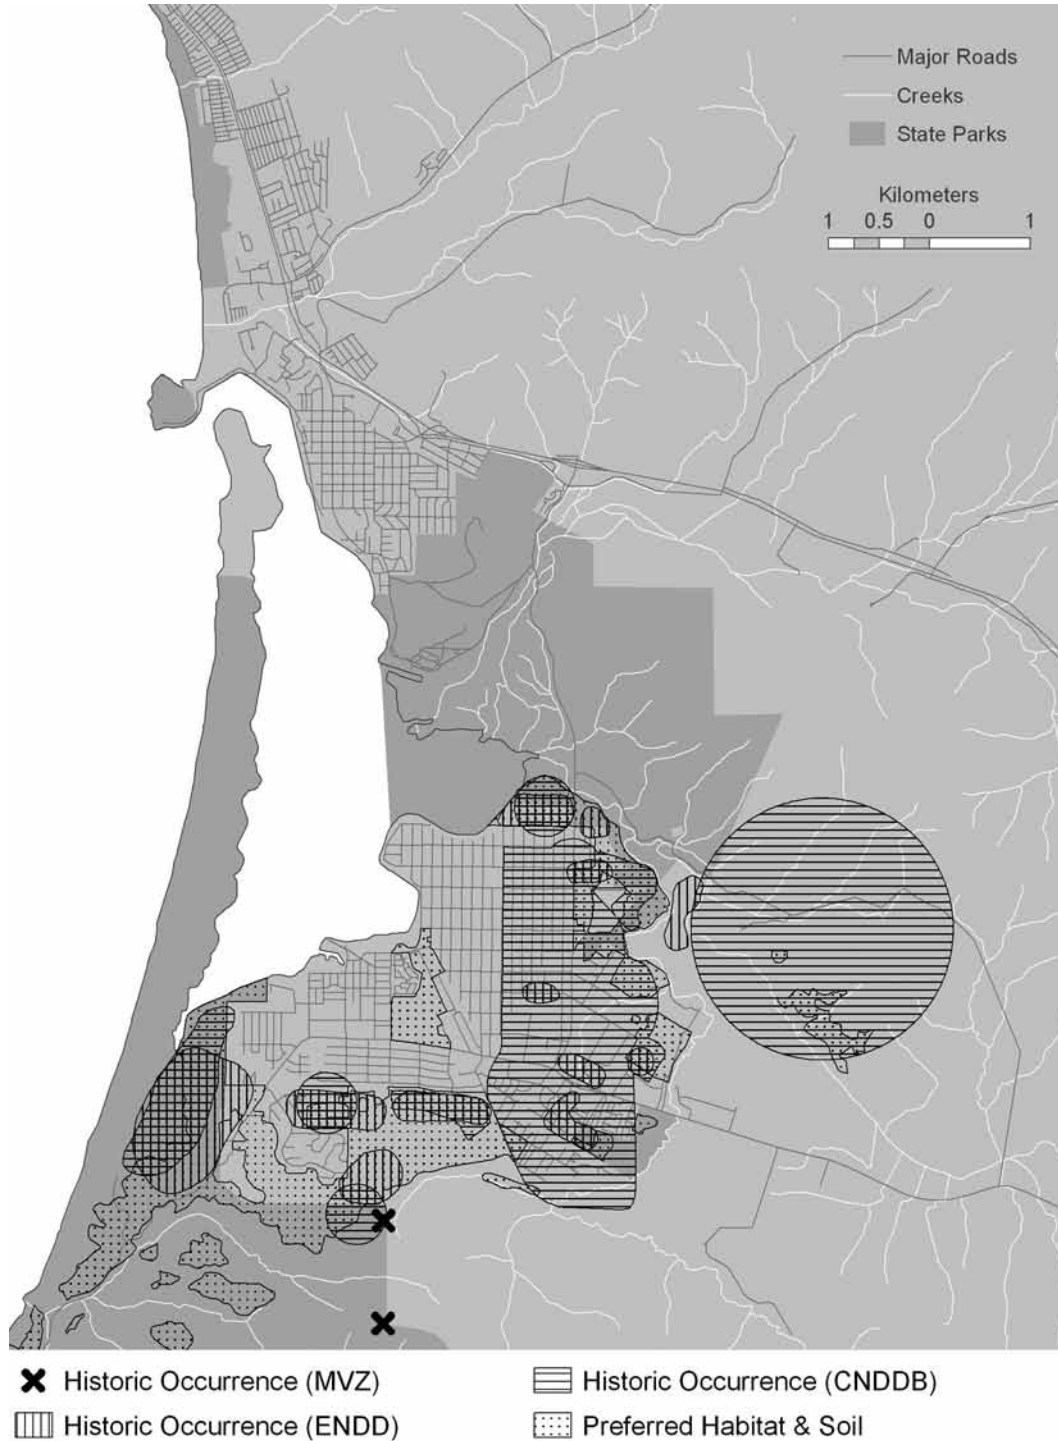 Major Roads
Creeks
State Parks
Kilometers
1 0.5 0 1
Historic Occurrence (MVZ)
Historic Occurrence (CNDDB)
Historic Occurrence (ENDD)
Preferred Habitat & Soil